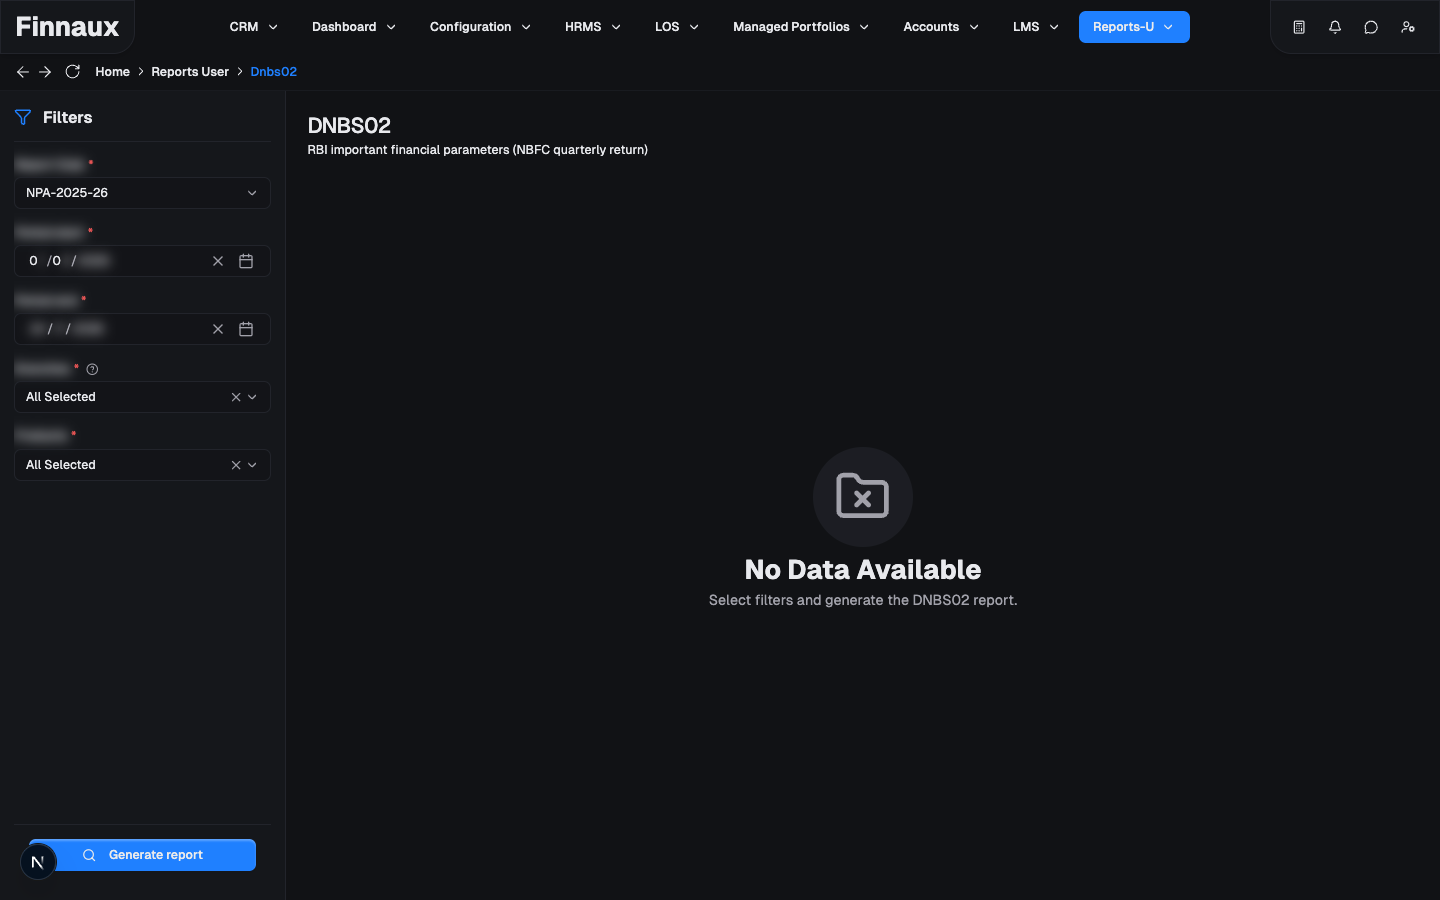 Finnaux
CRM
Dashboard
Configuration
HRMS
LOS
Managed Portfolios
Accounts
LMS
Reports-U
Home > Reports User > Dnbs02
Filters
*
NPA-2025-26
*
0 /0 /
*
/ /
* ?
All Selected
*
All Selected
N
Generate report
DNBS02
RBI important financial parameters (NBFC quarterly return)
No Data Available
Select filters and generate the DNBS02 report.